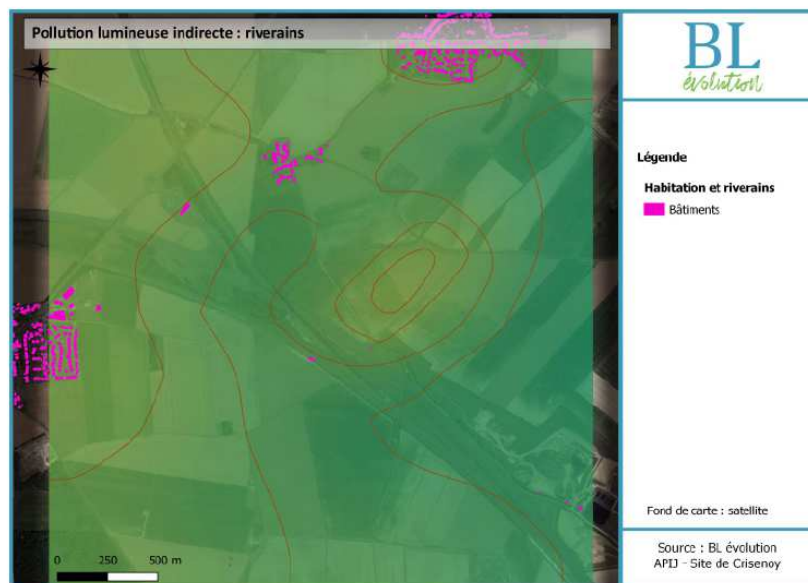 Pollution lumineuse indirecte : riverains
BL
évolution
Légende
Habitation et riverains
Bâtiments
0 250 500 m
Fond de carte : satellite
Source : BL évolution
APIJ - Site de Crisenoy